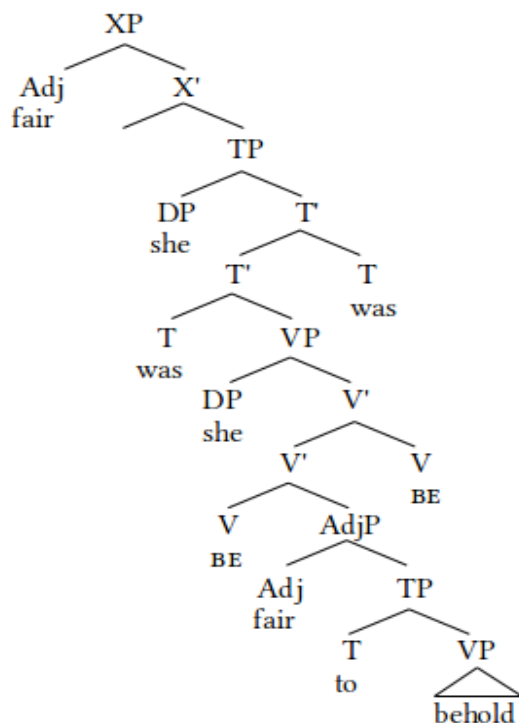 XP
Adj X'
fair
TP
DP T'
she
T' T
was
T VP
was
DP V'
she
V' V
BE
V AdjP
BE
Adj TP
fair
T VP
to
behold